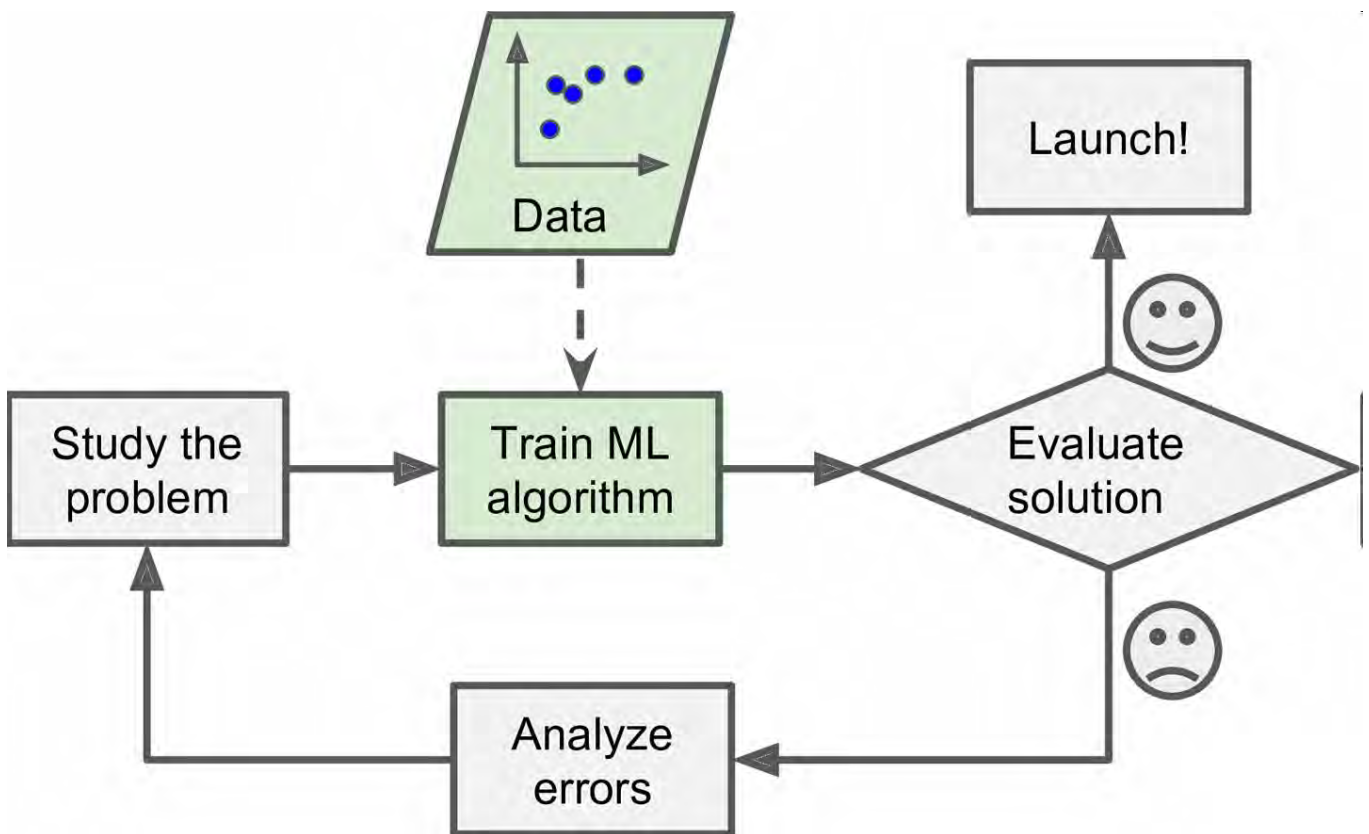 Data
Launch!
Study the
problem
Train ML
algorithm
Evaluate
solution
Analyze
errors